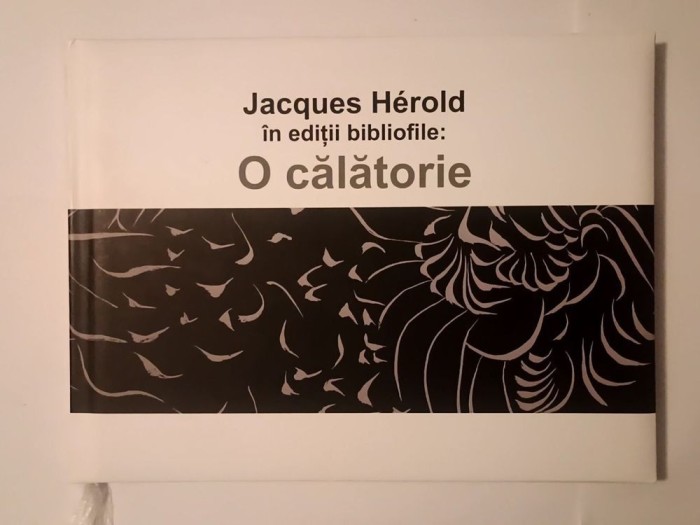 Jacques Hérold
în ediții bibliofile:
O călătorie